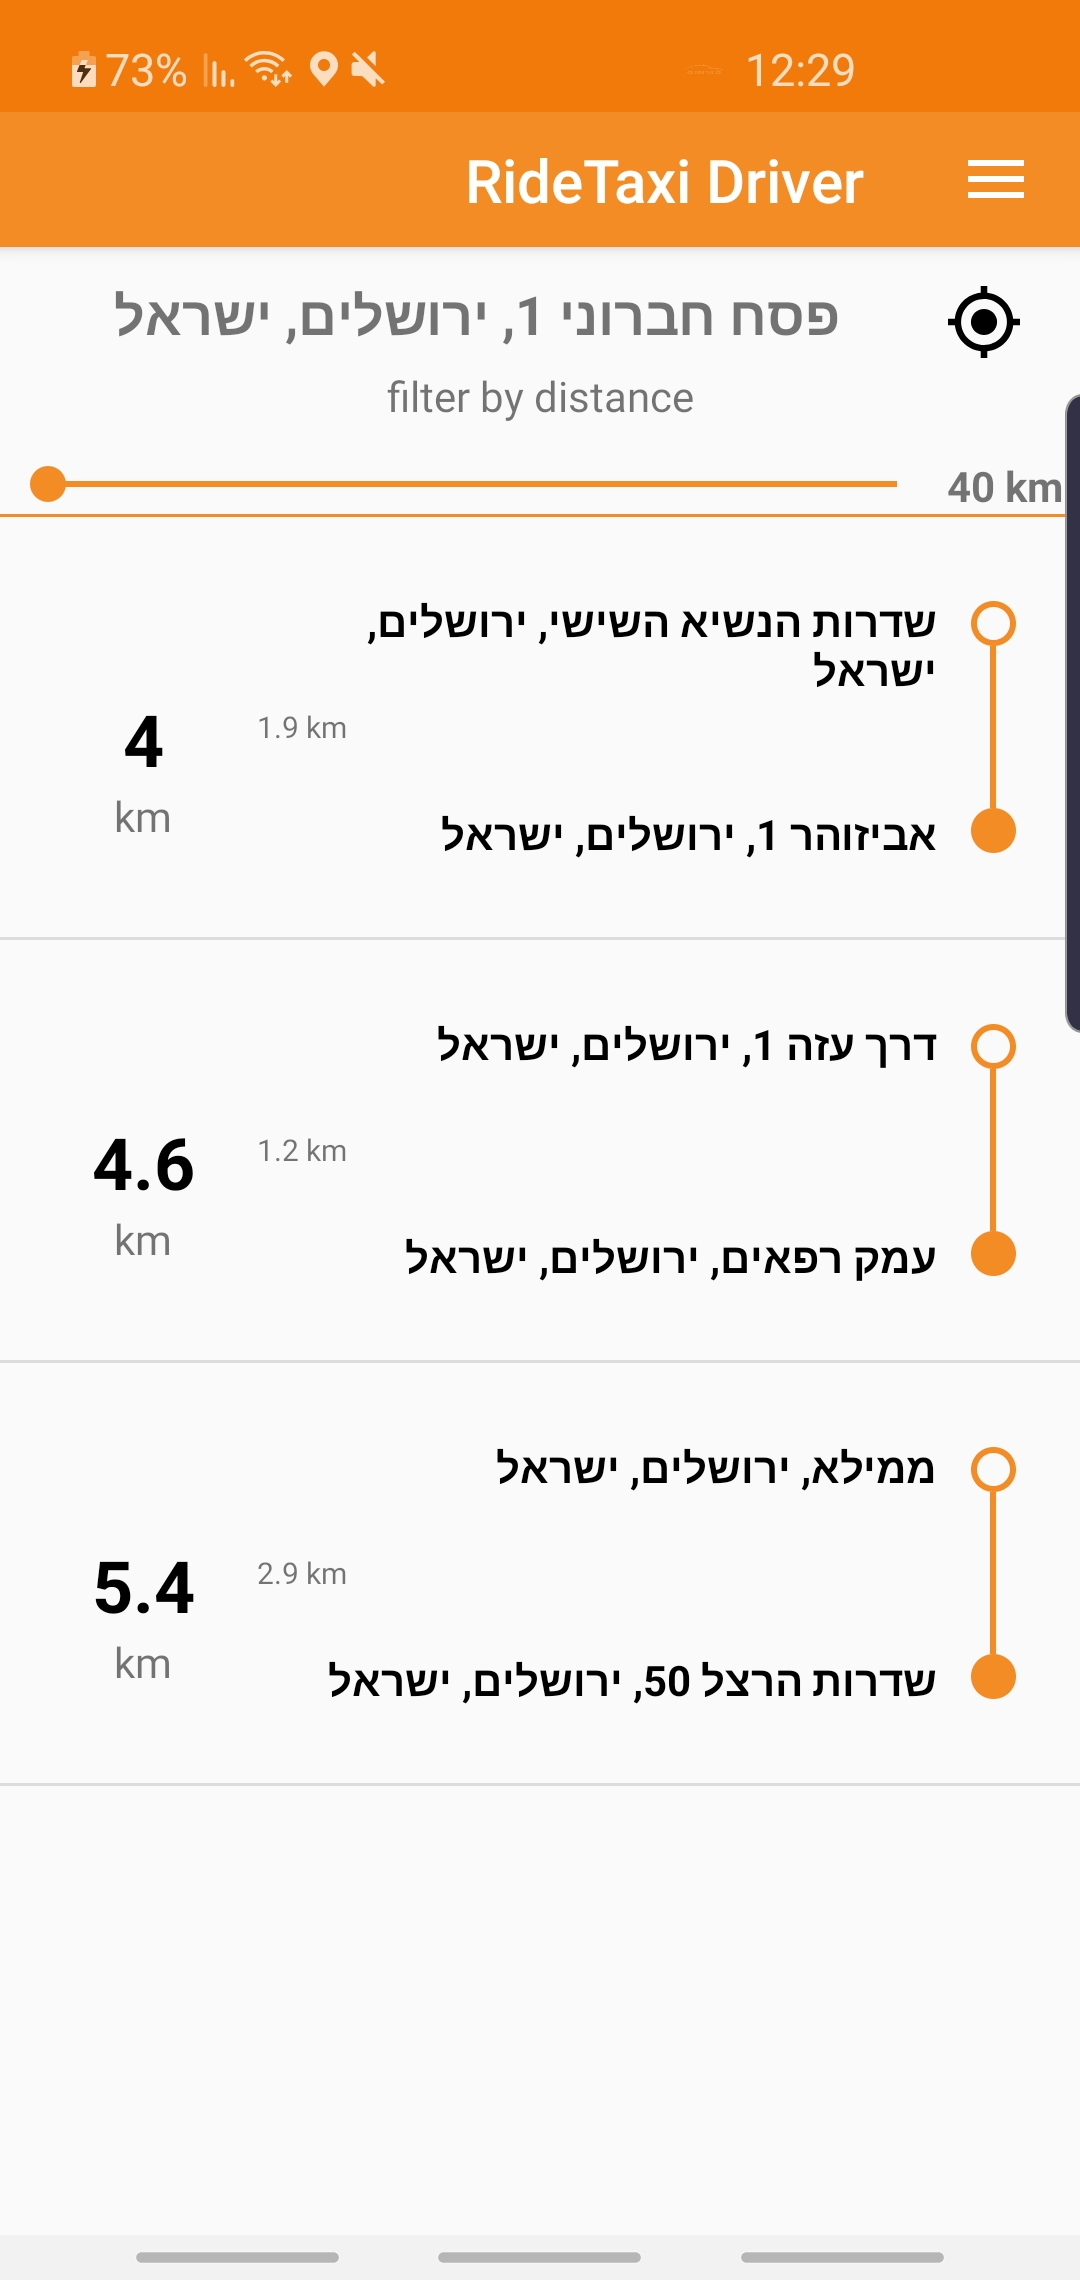 73%
12:29
RideTaxi Driver
פסח חברוני 1, ירושלים, ישראל
filter by distance
40 km
שדרות הנשיא השישי, ירושלים,
ישראל
1.9 km
4
km
אביזוהר 1, ירושלים, ישראל
דרך עזה 1, ירושלים, ישראל
1.2 km
4.6
km
עמק רפאים, ירושלים, ישראל
ממילא, ירושלים, ישראל
2.9 km
5.4
km
שדרות הרצל 50, ירושלים, ישראל